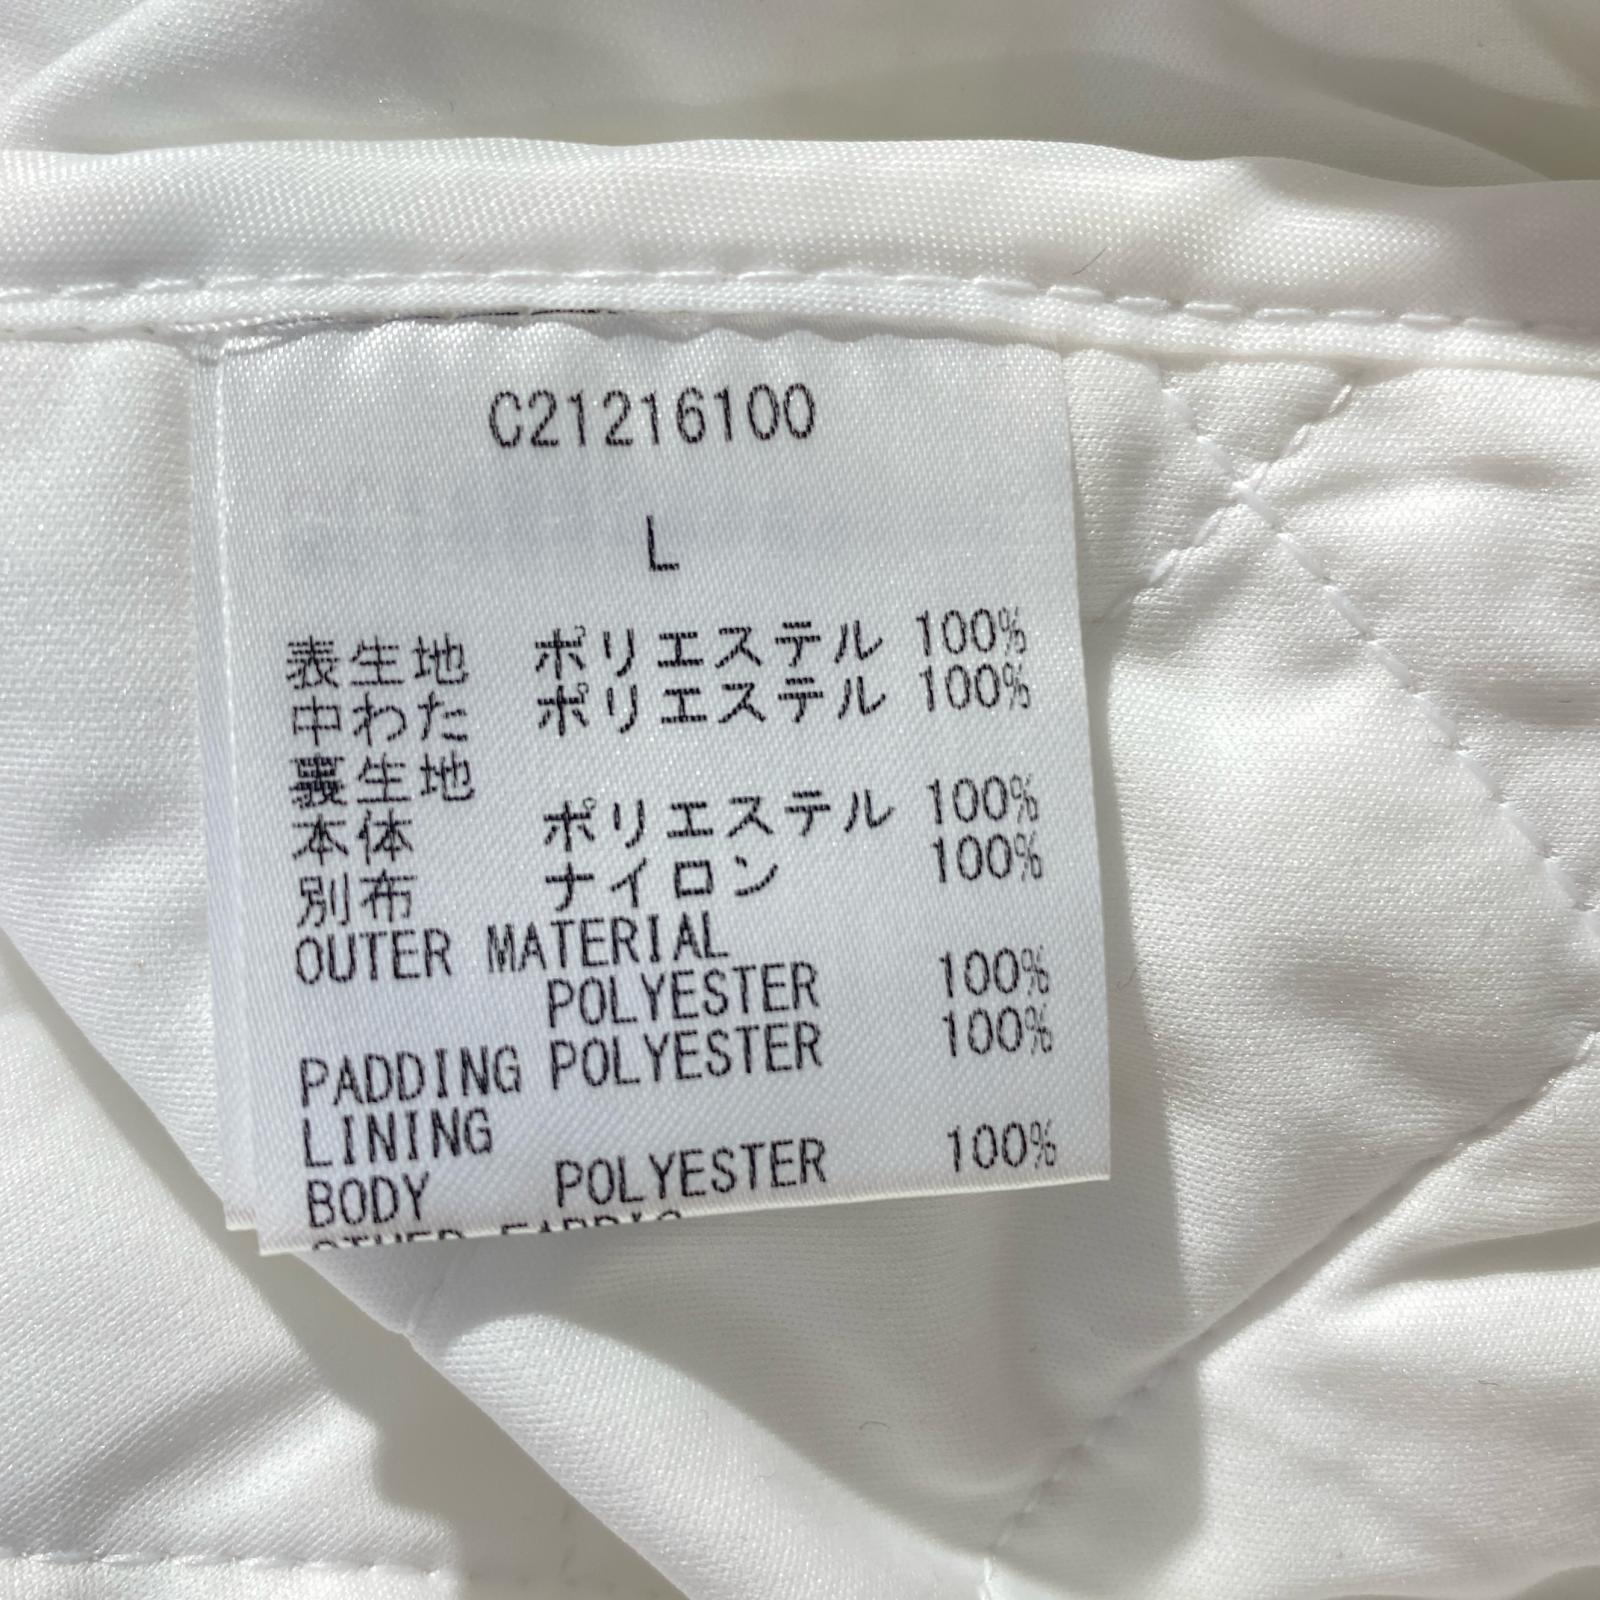 C21216100
L
表生地 ポリエステル 100%
中わた ポリエステル 100%
裏生地
本体 ポリエステル 100%
別布 ナイロン 100%
OUTER MATERIAL
POLYESTER 100%
PADDING POLYESTER 100%
LINING
BODY POLYESTER 100%
OTHER FABRIC